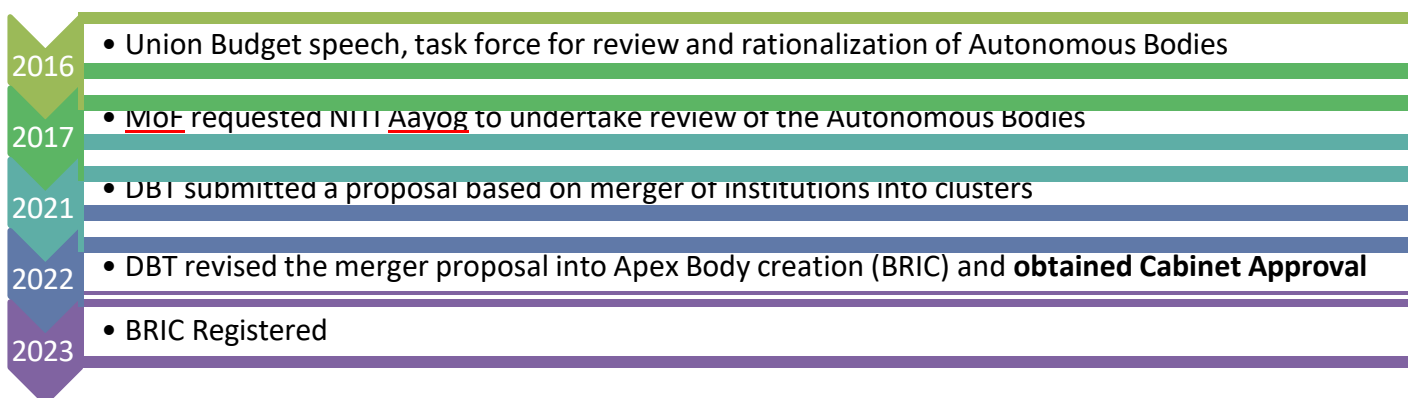 2016
• Union Budget speech, task force for review and rationalization of Autonomous Bodies
2017
• MoF requested NITI Aayog to undertake review of the Autonomous Bodies
2021
• DBT submitted a proposal based on merger of institutions into clusters
2022
• DBT revised the merger proposal into Apex Body creation (BRIC) and obtained Cabinet Approval
2023
• BRIC Registered